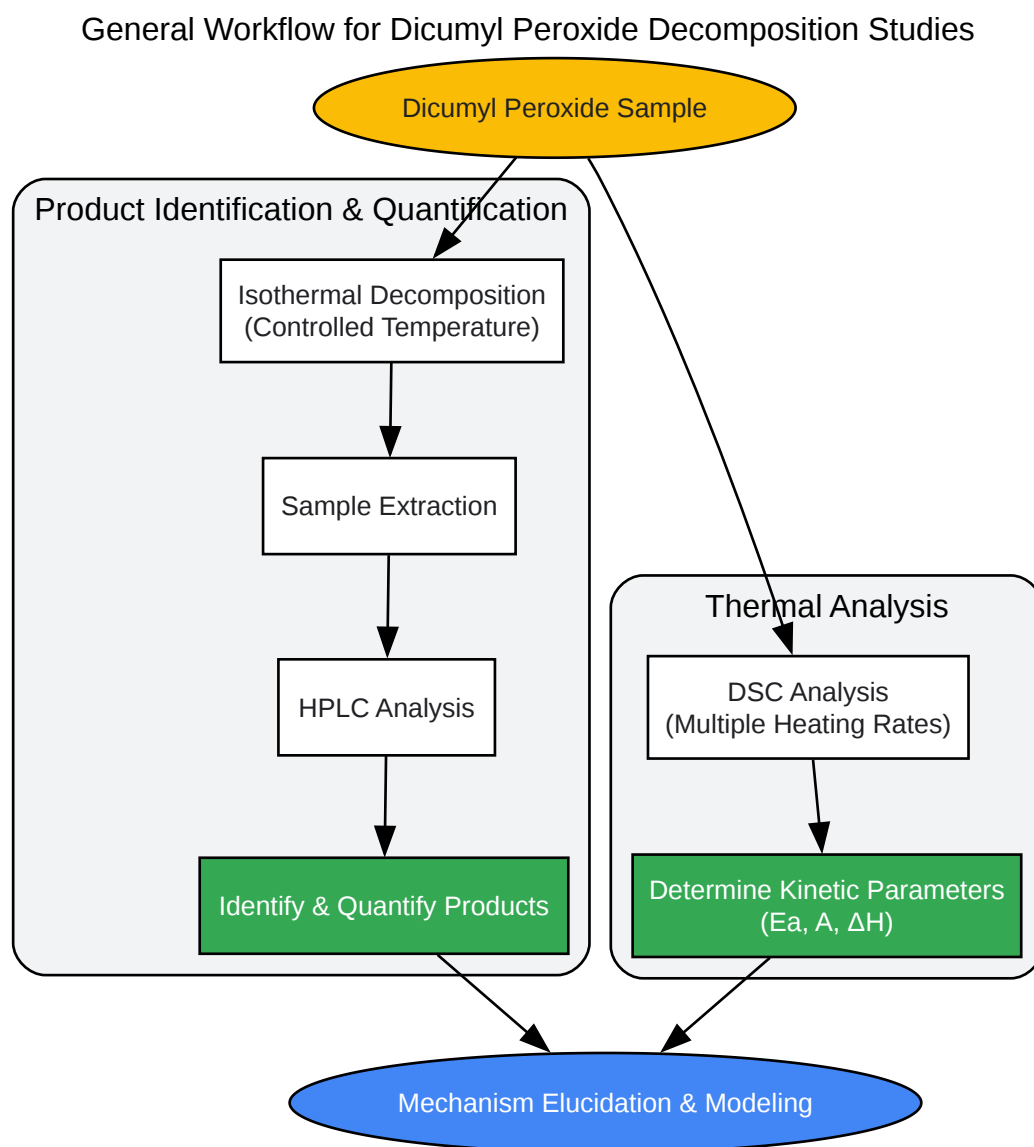 General Workflow for Dicumyl Peroxide Decomposition Studies
Dicumyl Peroxide Sample
Product Identification & Quantification
Isothermal Decomposition
(Controlled Temperature)
Sample Extraction
HPLC Analysis
Identify & Quantify Products
Thermal Analysis
DSC Analysis
(Multiple Heating Rates)
Determine Kinetic Parameters
(Ea, A, ΔH)
Mechanism Elucidation & Modeling